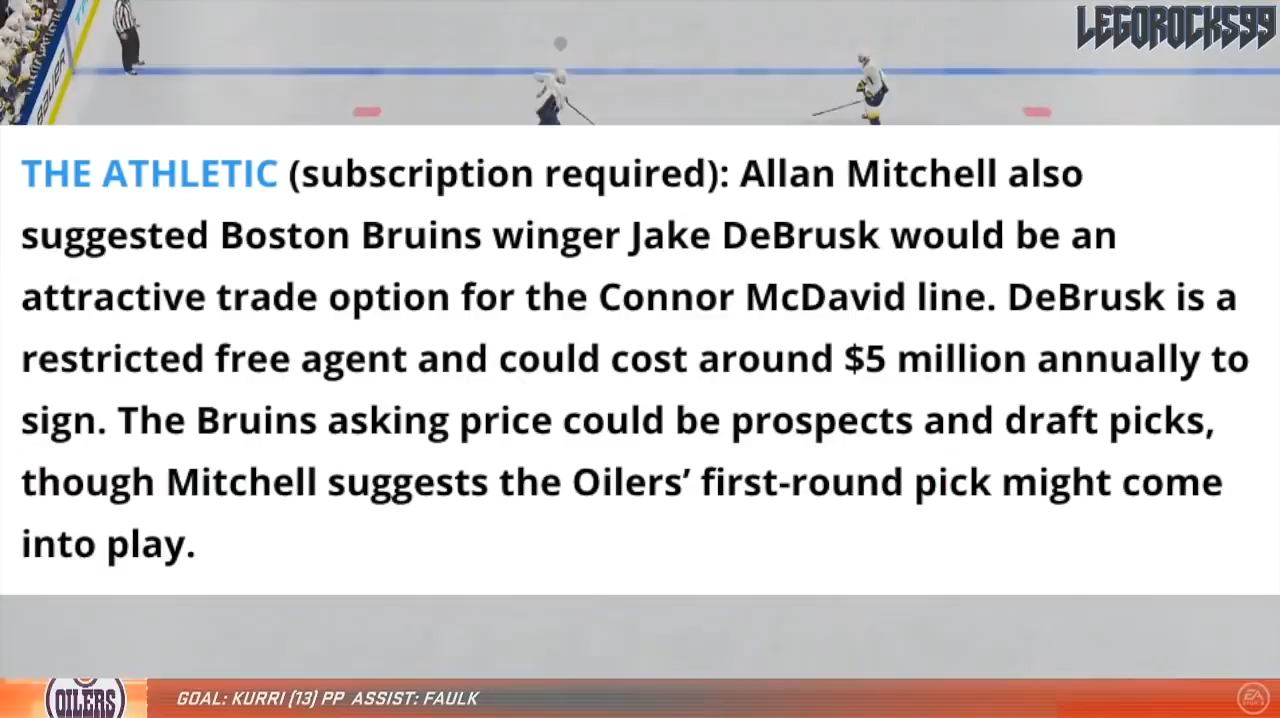 LEGOROCKS99
BAUER
THE ATHLETIC (subscription required): Allan Mitchell also
suggested Boston Bruins winger Jake DeBrusk would be an
attractive trade option for the Connor McDavid line. DeBrusk is a
restricted free agent and could cost around $5 million annually to
sign. The Bruins asking price could be prospects and draft picks,
though Mitchell suggests the Oilers’ first-round pick might come
into play.
OILERS
GOAL: KURRI (13) PP ASSIST: FAULK
EA
SPORTS